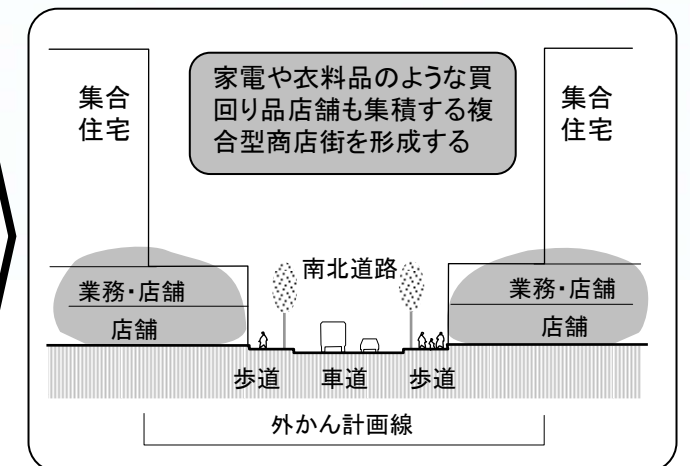 家電や衣料品のような買
回り品店舗も集積する複
合型商店街を形成する
集合
住宅
集合
住宅
南北道路
業務・店舗
店舗
業務・店舗
店舗
歩道 車道 歩道
外かん計画線